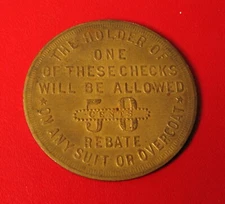 THE HOLDER OF
ONE
OF THESE CHECKS
WILL BE ALLOWED
REBATE
ON ANY SUIT OR OVERCOAT